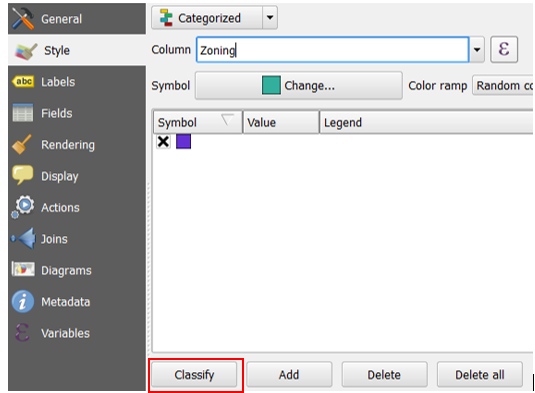 General
Style
abc Labels
Fields
Rendering
Display
Actions
Joins
Diagrams
Metadata
Variables
Categorized
Column Zoning ε
Symbol Change... Color ramp Random co
Symbol Value Legend
Classify Add Delete Delete all